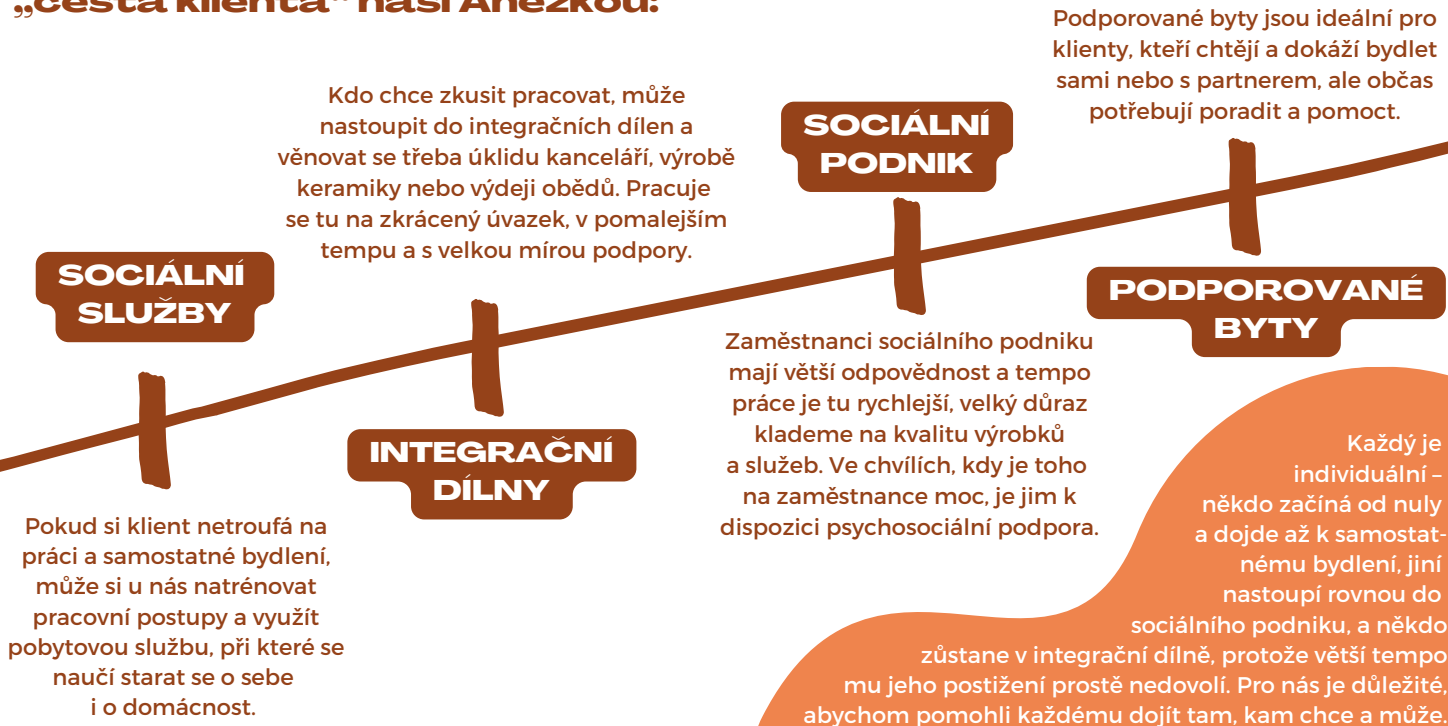 „cesta klienta“ naší Anežkou:
SOCIÁLNÍ
SLUŽBY
Pokud si klient netroufá na
práci a samostatné bydlení,
může si u nás natrénovat
pracovní postupy a využít
pobytovou službu, při které se
naučí starat se o sebe
i o domácnost.
Kdo chce zkusit pracovat, může
nastoupit do integračních dílen a
věnovat se třeba úklidu kanceláří, výrobě
keramiky nebo výdeji obědů. Pracuje
se tu na zkrácený úvazek, v pomalejším
tempu a s velkou mírou podpory.
INTEGRAČNÍ
DÍLNY
SOCIÁLNÍ
PODNIK
Zaměstnanci sociálního podniku
mají větší odpovědnost a tempo
práce je tu rychlejší, velký důraz
klademe na kvalitu výrobků
a služeb. Ve chvílích, kdy je toho
na zaměstnance moc, je jim k
dispozici psychosociální podpora.
Podporované byty jsou ideální pro
klienty, kteří chtějí a dokáží bydlet
sami nebo s partnerem, ale občas
potřebují poradit a pomoct.
PODPOROVANÉ
BYTY
Každý je
individuální –
někdo začíná od nuly
a dojde až k samostat-
nému bydlení, jiní
nastoupí rovnou do
sociálního podniku, a někdo
zůstane v integrační dílně, protože větší tempo
mu jeho postižení prostě nedovolí. Pro nás je důležité,
abychom pomohli každému dojít tam, kam chce a může.